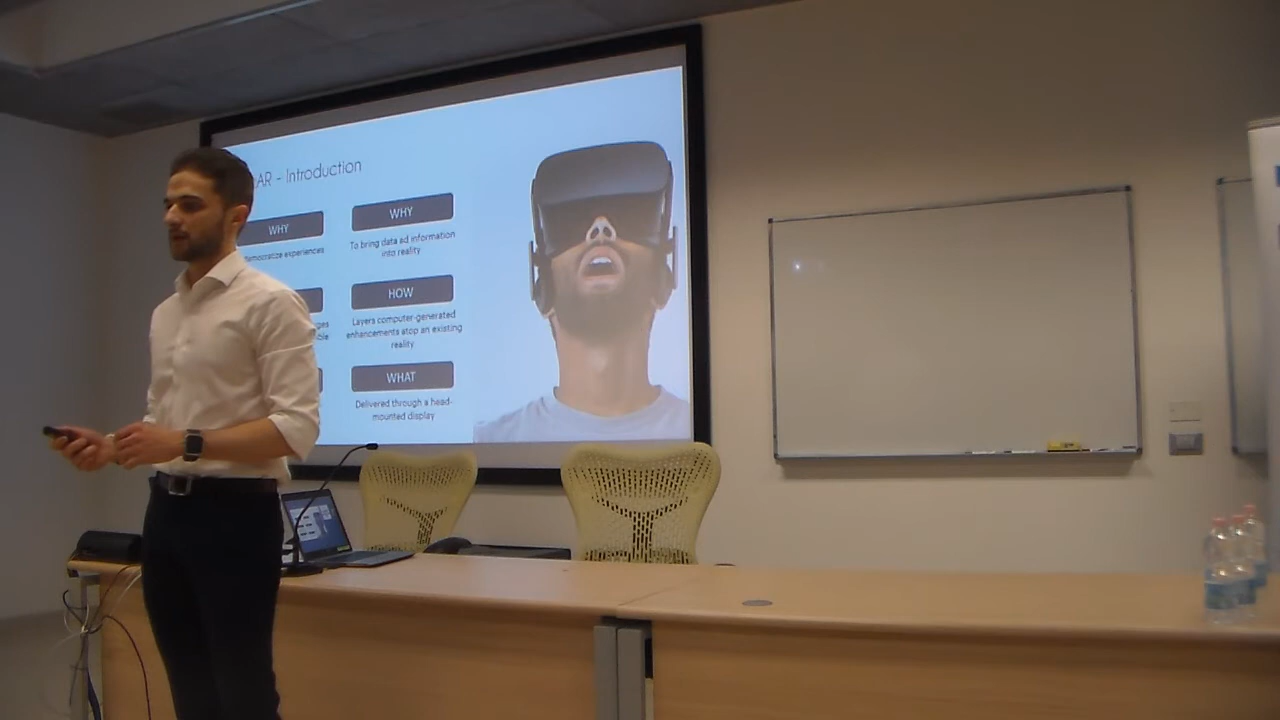 AR - Introduction
WHY
experiences
WHY
To bring data ad information
into reality
HOW
Layers computer-generated
enhancements atop an existing
reality
WHAT
Delivered through a head-
mounted display